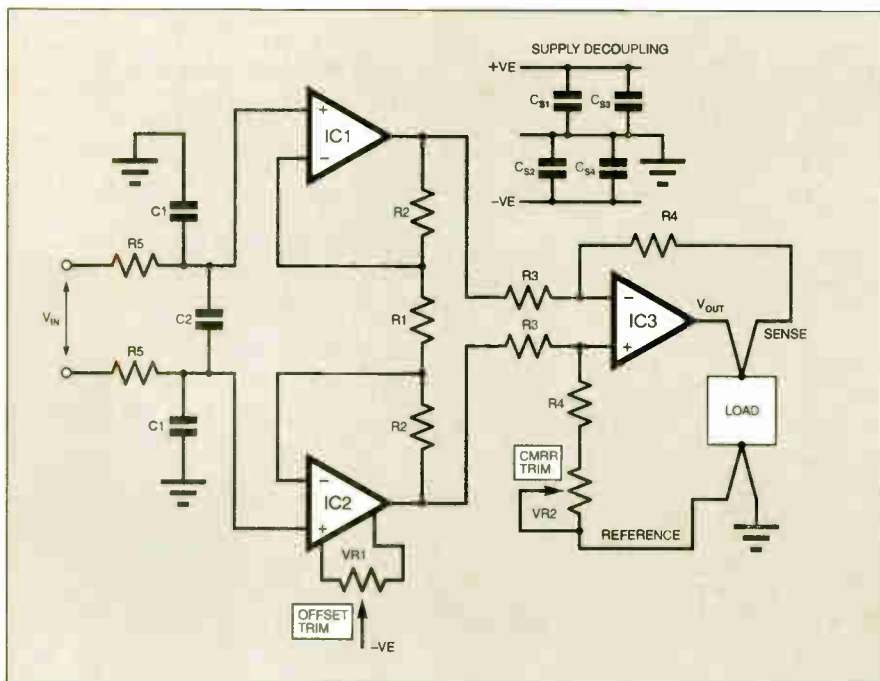 SUPPLY DECOUPLING
+VE
CS1
CS3
CS2
CS4
−VE
+
IC1
−
C1
R2
R4
R5
R3
−
VOUT
VIN
C2
R1
IC3
SENSE
R3
+
R5
R4
LOAD
C1
R2
CMRR
TRIM
−
IC2
VR2
+
REFERENCE
VR1
OFFSET
TRIM
−VE